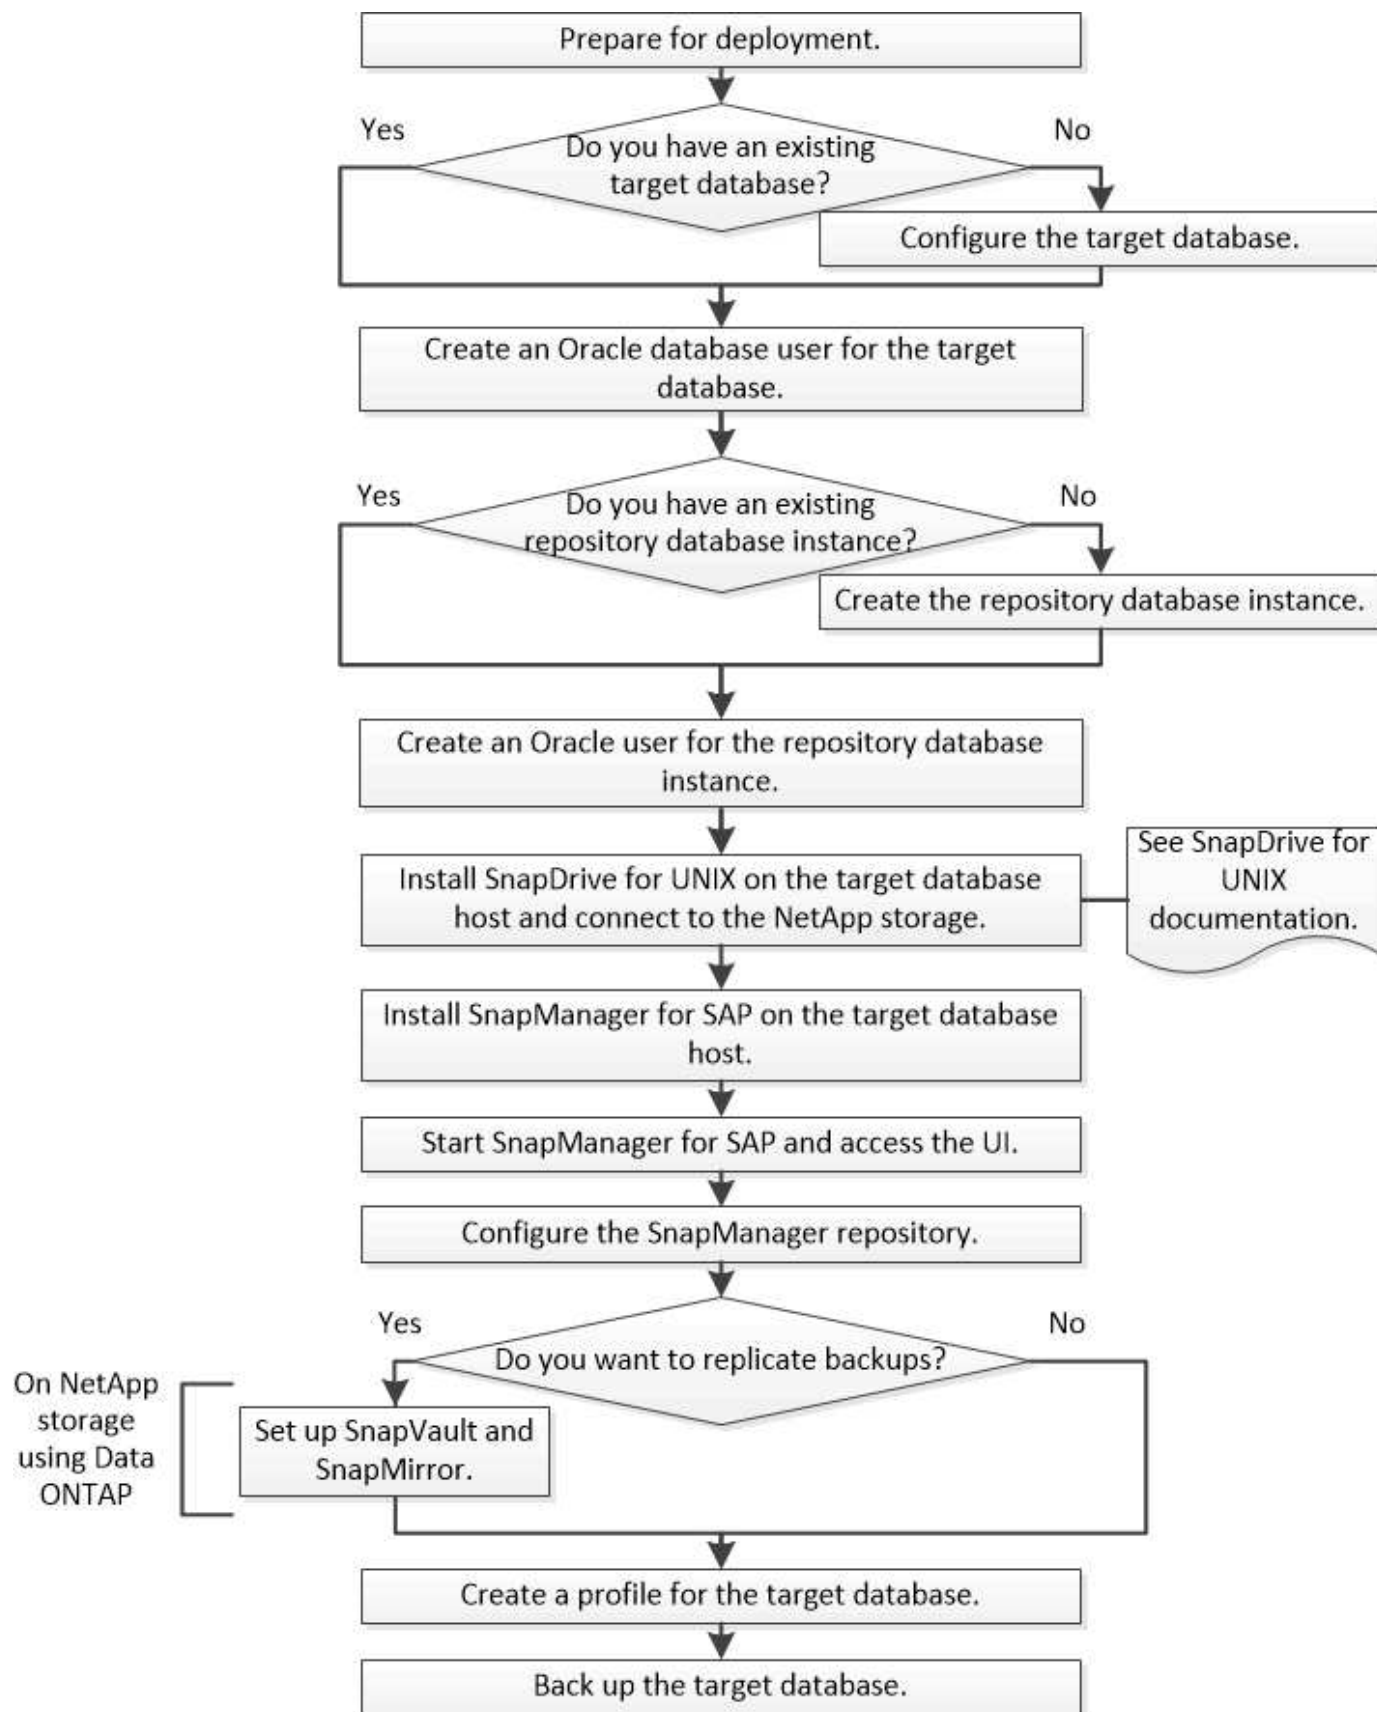 Prepare for deployment.
Yes
No
Do you have an existing
target database?
Configure the target database.
Create an Oracle database user for the target
database.
Yes
No
Do you have an existing
repository database instance?
Create the repository database instance.
Create an Oracle user for the repository database
instance.
Install SnapDrive for UNIX on the target database
host and connect to the NetApp storage.
See SnapDrive for
UNIX
documentation.
Install SnapManager for SAP on the target database
host.
Start SnapManager for SAP and access the UI.
Configure the SnapManager repository.
Yes
No
Do you want to replicate backups?
On NetApp
storage
using Data
ONTAP
Set up SnapVault and
SnapMirror.
Create a profile for the target database.
Back up the target database.